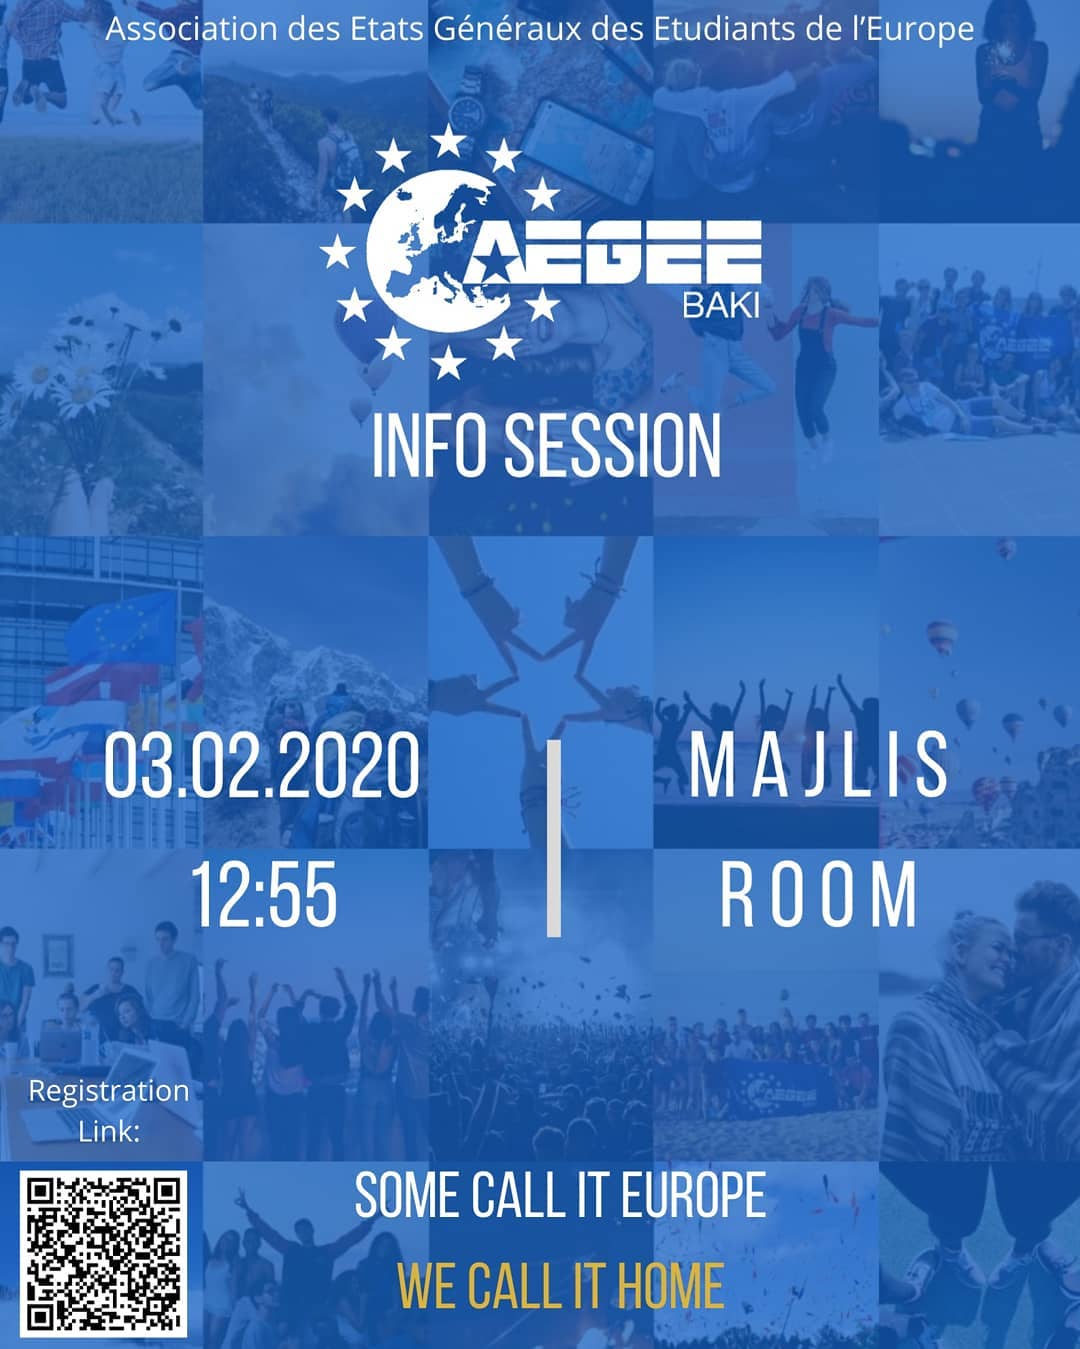 Association des Etats Généraux des Etudiants de l’Europe
AEGEE
BAKI
INFO SESSION
03.02.2020
12:55
MAJLIS
ROOM
Registration
Link:
SOME CALL IT EUROPE
WE CALL IT HOME